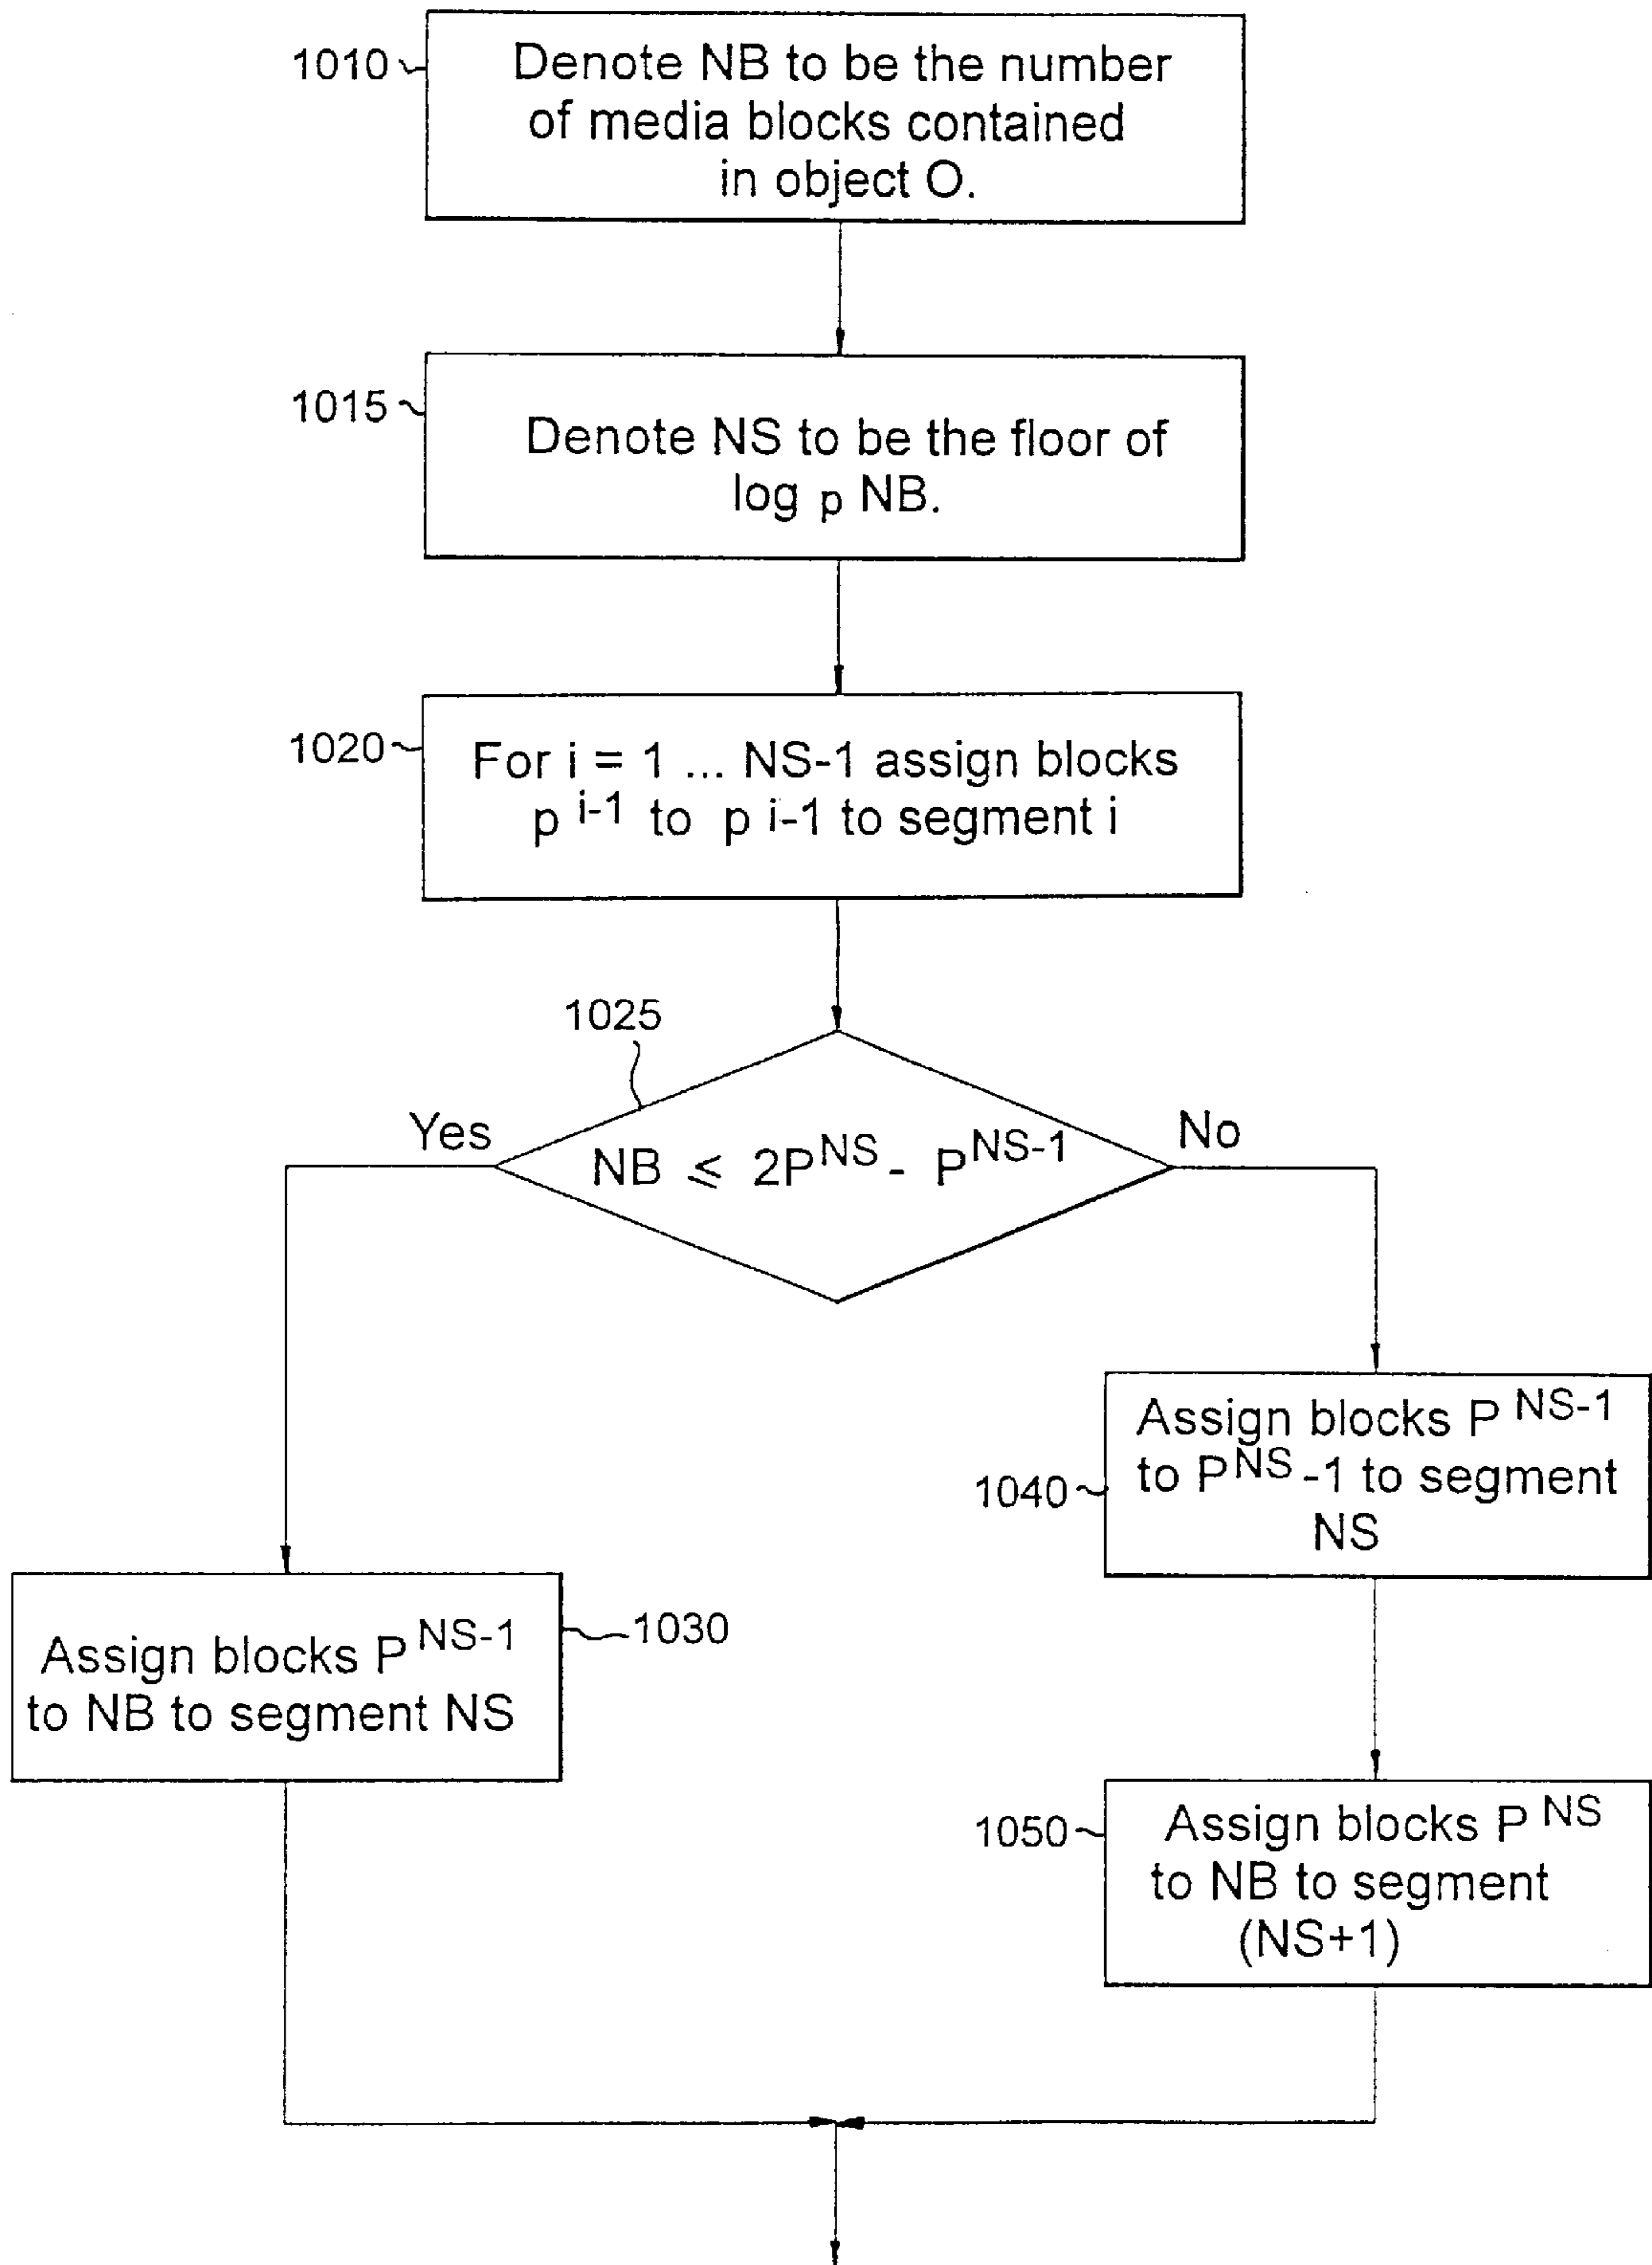 1010
Denote NB to be the number
of media blocks contained
in object O.
1015
Denote NS to be the floor of
log p NB.
1020
For i = 1 ... NS-1 assign blocks
p i-1 to p i-1 to segment i
1025
Yes
NB ⩽ 2P^NS - P^NS-1
No
Assign blocks P^NS-1
to P^NS -1 to segment
NS
1040
Assign blocks P^NS-1
to NB to segment NS
1030
1050
Assign blocks P^NS
to NB to segment
(NS+1)